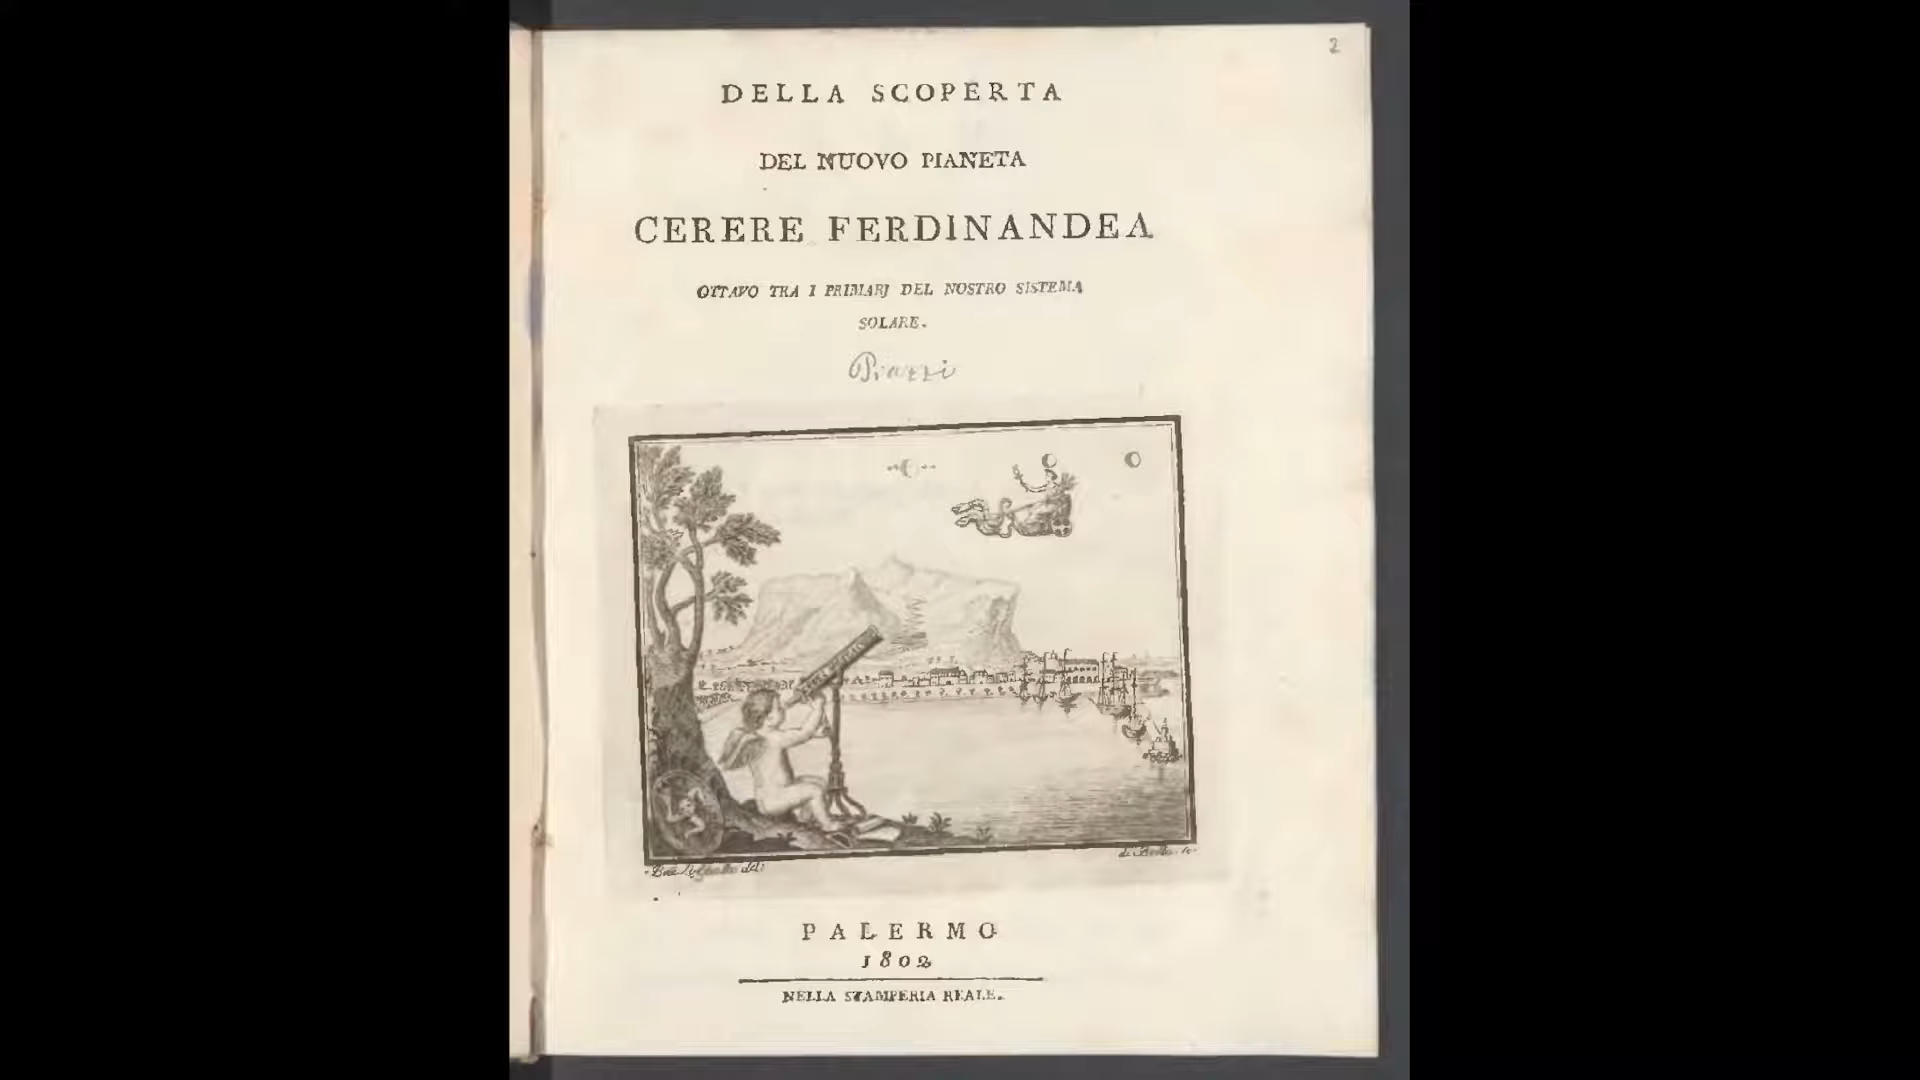 2
DELLA SCOPERTA
DEL NUOVO PIANETA
CERERE FERDINANDEA
OTTAVO TRA I PRIMARJ DEL NOSTRO SISTEMA
SOLARE.
Piazzi
PALERMO
1802
NELLA STAMPERIA REALE.